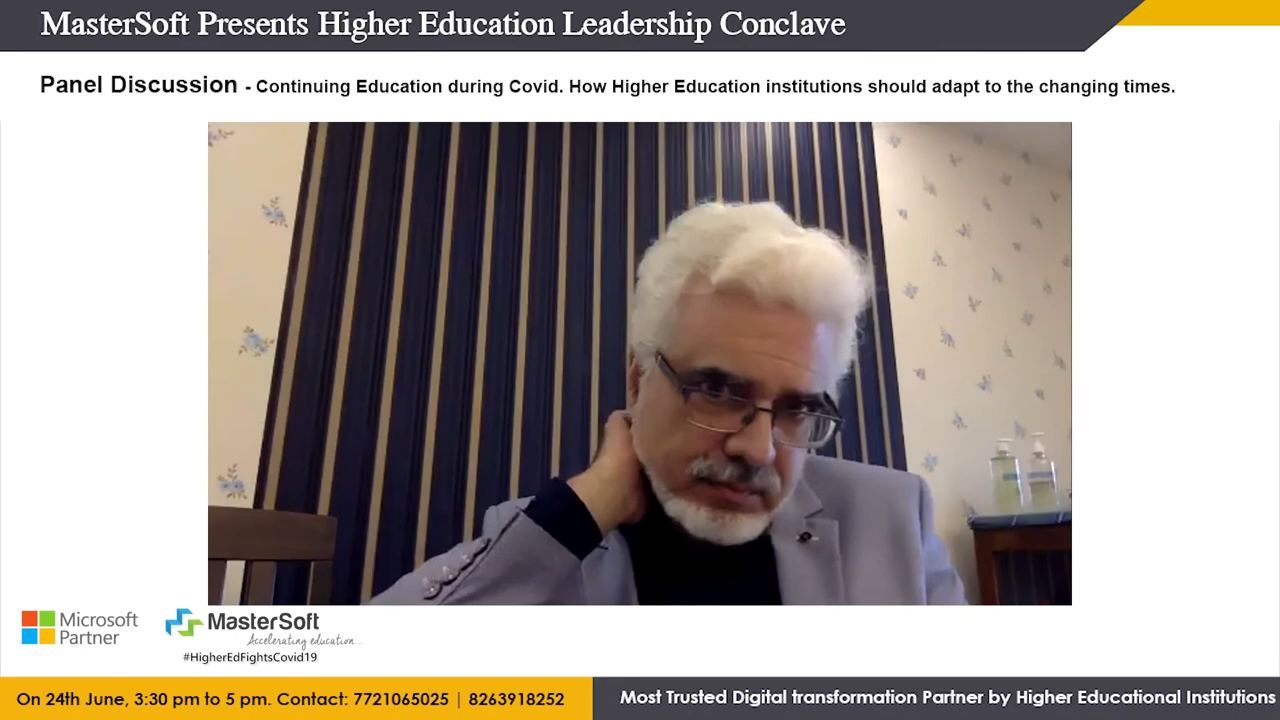 MasterSoft Presents Higher Education Leadership Conclave
Panel Discussion - Continuing Education during Covid. How Higher Education institutions should adapt to the changing times.
Microsoft
Partner
MasterSoft
Accelerating education...
#HigherEdFightsCovid19
On 24th June, 3:30 pm to 5 pm. Contact: 7721065025 | 8263918252
Most Trusted Digital transformation Partner by Higher Educational Institutions